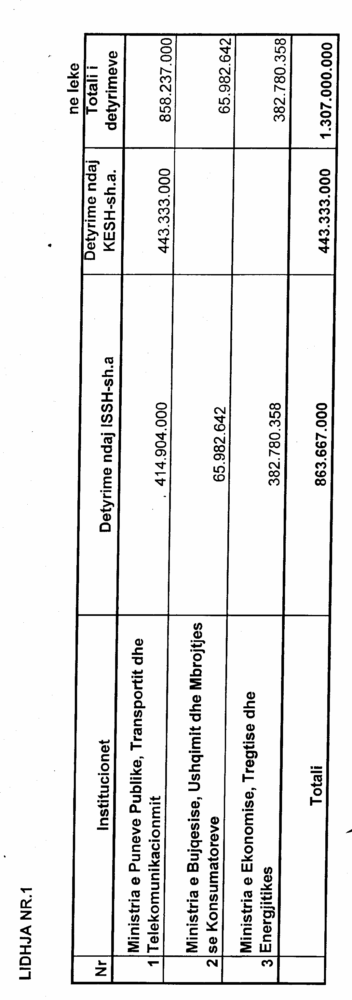 LIDHJA NR.1
ne leke
Nr Institucionet Detyrime ndaj ISSH-sh.a Detyrime ndaj KESH-sh.a. Totali i detyrimeve
Ministria e Puneve Publike, Transportit dhe
1 Telekomunikacionmit 414.904.000 443.333.000 858.237.000
Ministria e Bujqesise, Ushqimit dhe Mbrojtjes
2 se Konsumatoreve 65.982.642 65.982.642
Ministria e Ekonomise, Tregtise dhe
3 Energjitikes 382.780.358 382.780.358
Totali 863.667.000 443.333.000 1.307.000.000